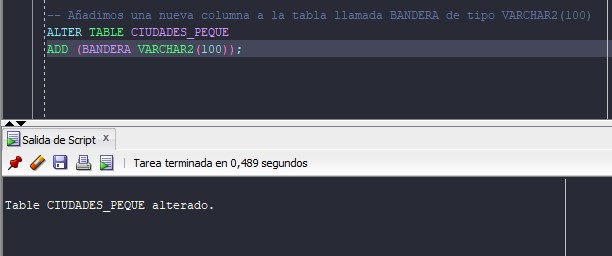 -- Añadimos una nueva columna a la tabla llamada BANDERA de tipo VARCHAR2(100)
ALTER TABLE CIUDADES_PEQUE
ADD (BANDERA VARCHAR2(100));
Salida de Script x
Tarea terminada en 0,489 segundos
Table CIUDADES_PEQUE alterado.